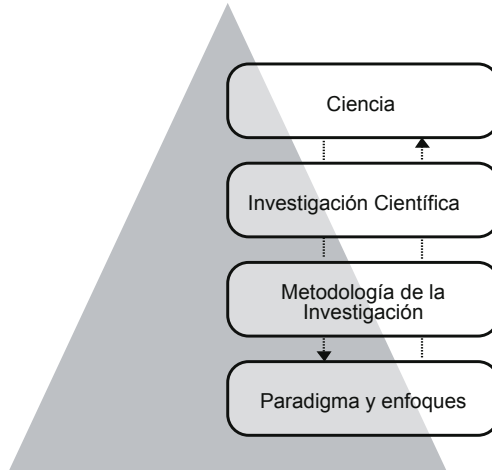 Ciencia
Investigación Científica
Metodología de la
Investigación
Paradigma y enfoques